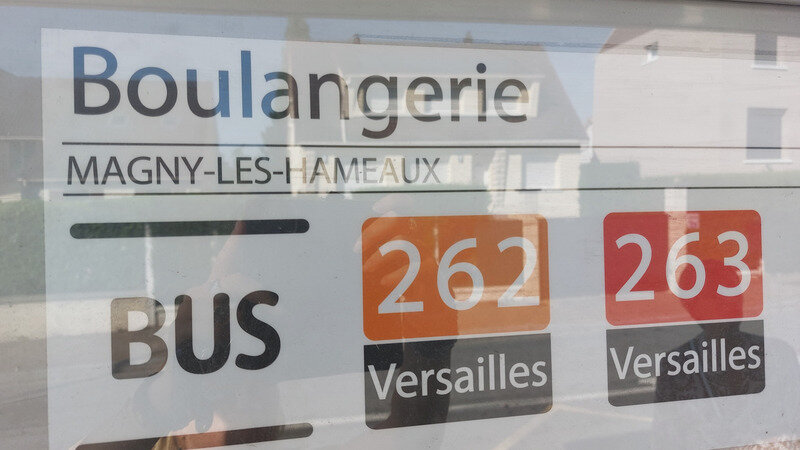 Boulangerie
MAGNY-LES-HAMEAUX
BUS
262
263
Versailles
Versailles